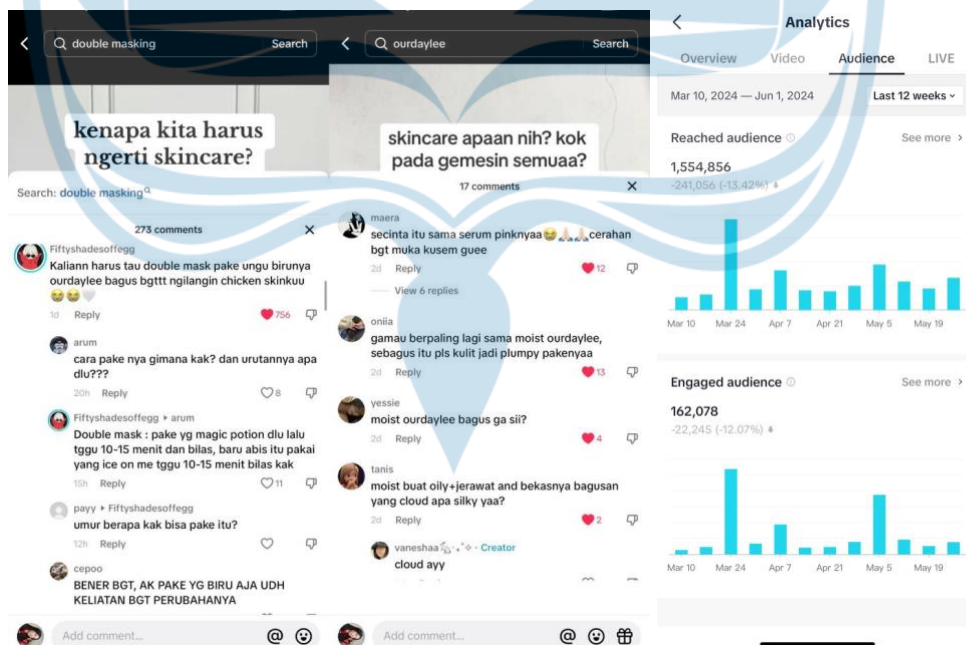 double masking
Search
kenapa kita harus
ngerti skincare?
Search: double masking
273 comments
Fiftyshadesoffegg
Kaliann harus tau double mask pake ungu birunya
ourdaylee bagus bgttt ngilangin chicken skinkuu
😭😭🤍
1d Reply
756
arum
cara pake nya gimana kak? dan urutannya apa
dlu???
20h Reply
8
Fiftyshadesoffegg ▸ arum
Double mask : pake yg magic potion dlu lalu
tggu 10-15 menit dan bilas, baru abis itu pakai
yang ice on me tggu 10-15 menit bilas kak
15h Reply
11
payy ▸ Fiftyshadesoffegg
umur berapa kak bisa pake itu?
12h Reply
cepoo
BENER BGT, AK PAKE YG BIRU AJA UDH
KELIATAN BGT PERUBAHANYA
Add comment...
ourdaylee
Search
skincare apaan nih? kok
pada gemesin semuaa?
17 comments
maera
secinta itu sama serum pinknyaa😭🙏🏻🙏🏻cerahan
bgt muka kusem guee
2d Reply
12
View 6 replies
oniia
gamau berpaling lagi sama moist ourdaylee,
sebagus itu pls kulit jadi plumpy pakenyaa
2d Reply
13
yessie
moist ourdaylee bagus ga sii?
2d Reply
4
tanis
moist buat oily+jerawat and bekasnya bagusan
yang cloud apa silky yaa?
2d Reply
2
vaneshaa · Creator
cloud ayy
Add comment...
Analytics
Overview Video Audience LIVE
Mar 10, 2024 — Jun 1, 2024
Last 12 weeks
Reached audience
See more
1,554,856
-241,056 (-13.42%)
Mar 10 Mar 24 Apr 7 Apr 21 May 5 May 19
Engaged audience
See more
162,078
-22,245 (-12.07%)
Mar 10 Mar 24 Apr 7 Apr 21 May 5 May 19